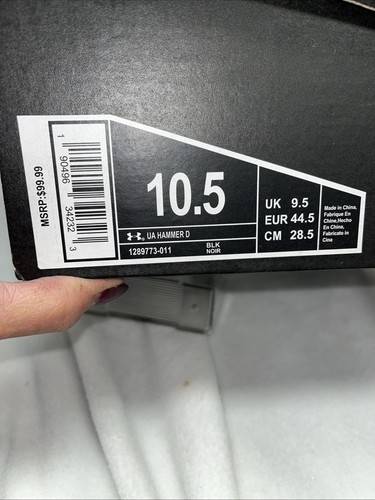 MSRP:$99.99
1 90496 34232 3
10.5
UA HAMMER D
1289773-011
BLK
NOIR
UK 9.5
EUR 44.5
CM 28.5
Made in China,
Fabrique En
Chine,Hecho
En China,
Fabricato in
Cina